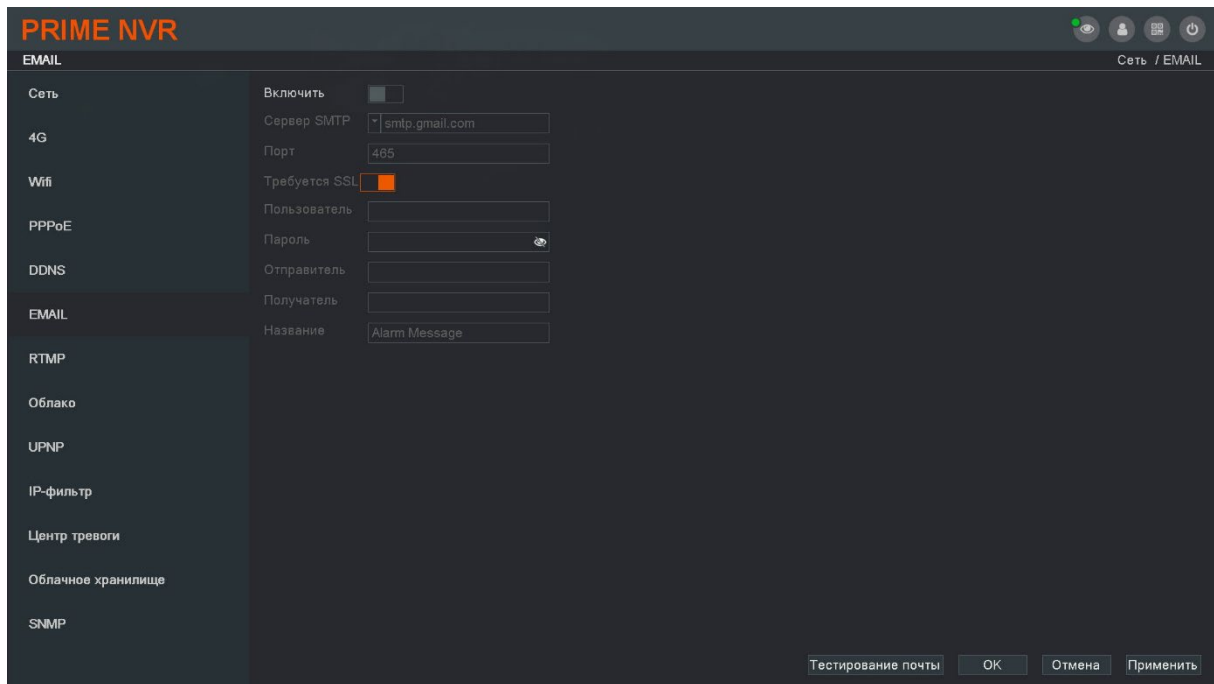 PRIME NVR
EMAIL
Сеть / EMAIL
Сеть
4G
Wifi
PPPoE
DDNS
EMAIL
RTMP
Облако
UPNP
IP-фильтр
Центр тревоги
Облачное хранилище
SNMP
Включить
Сервер SMTP smtp.gmail.com
Порт 465
Требуется SSL
Пользователь
Пароль
Отправитель
Получатель
Название Alarm Message
Тестирование почты OK Отмена Применить